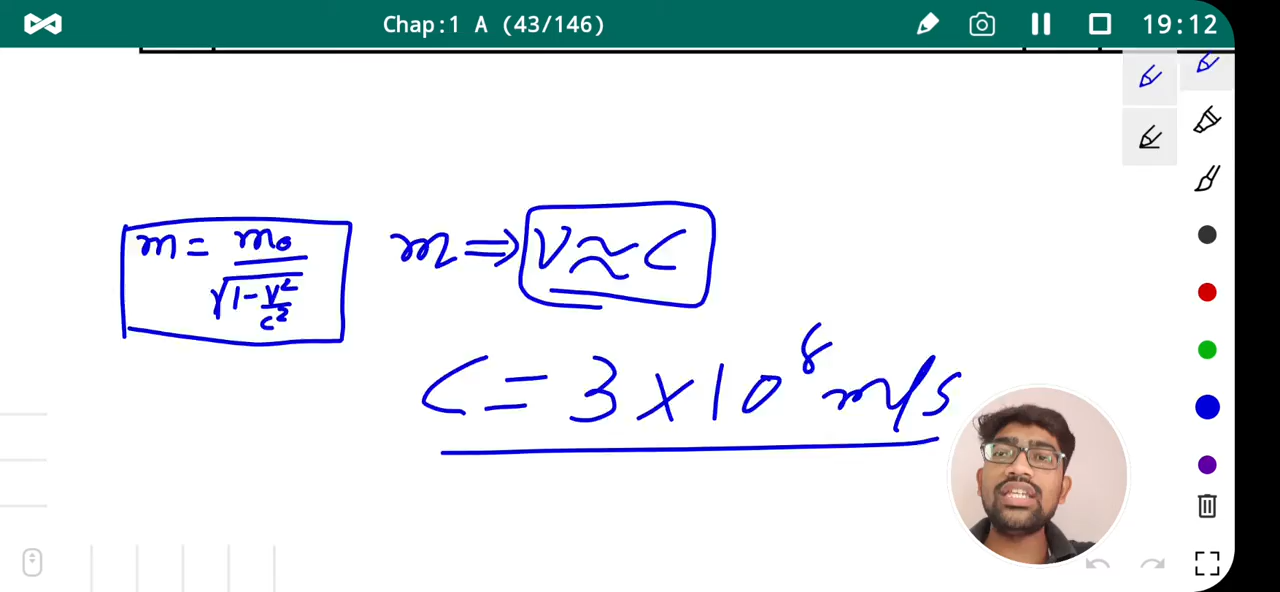 Chap:1 A (43/146)
19:12
m = m₀ / √(1 - v²/c²)
m ⇒ V ≈ C
C = 3 × 10⁸ m/s